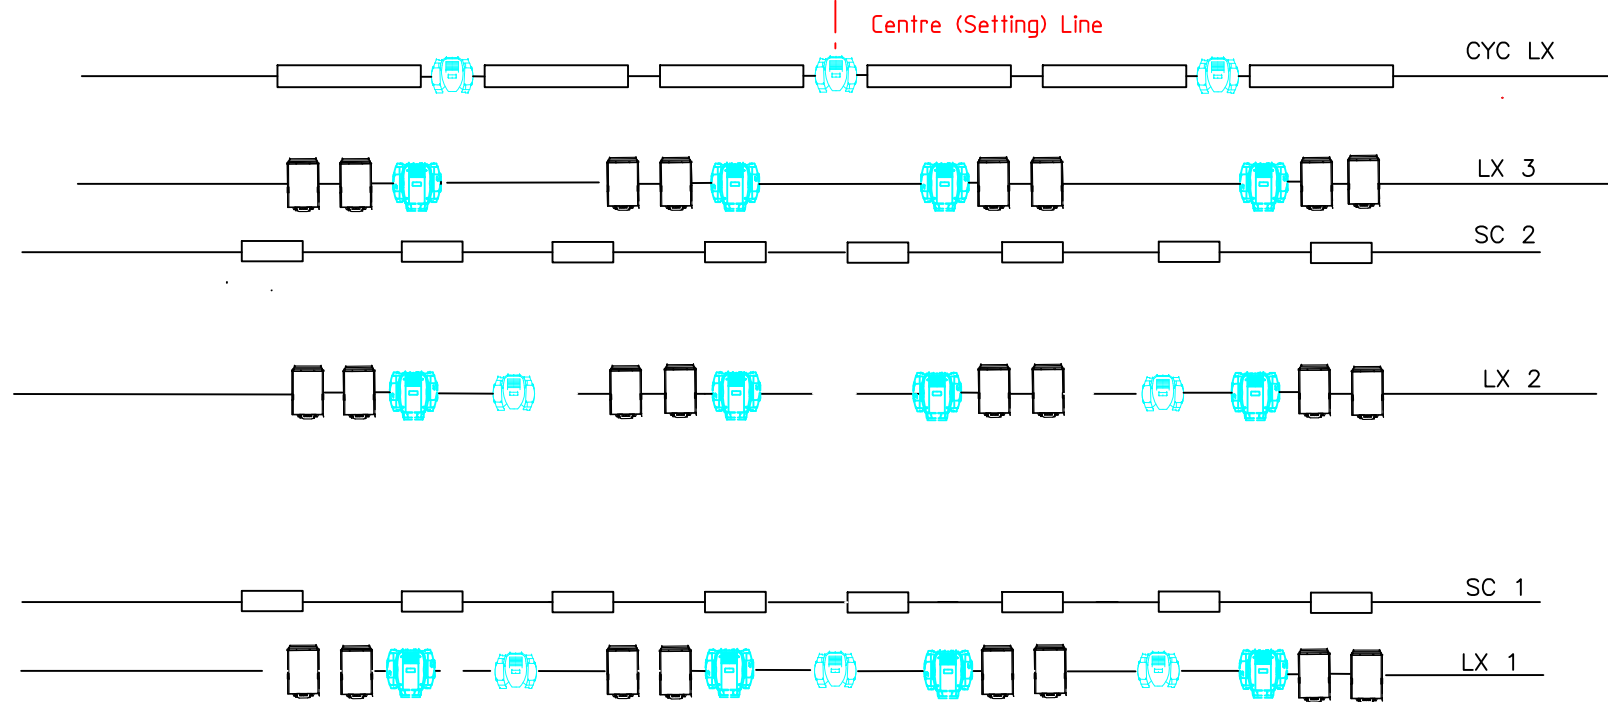 Centre (Setting) Line
CYC LX
LX 3
SC 2
LX 2
SC 1
LX 1